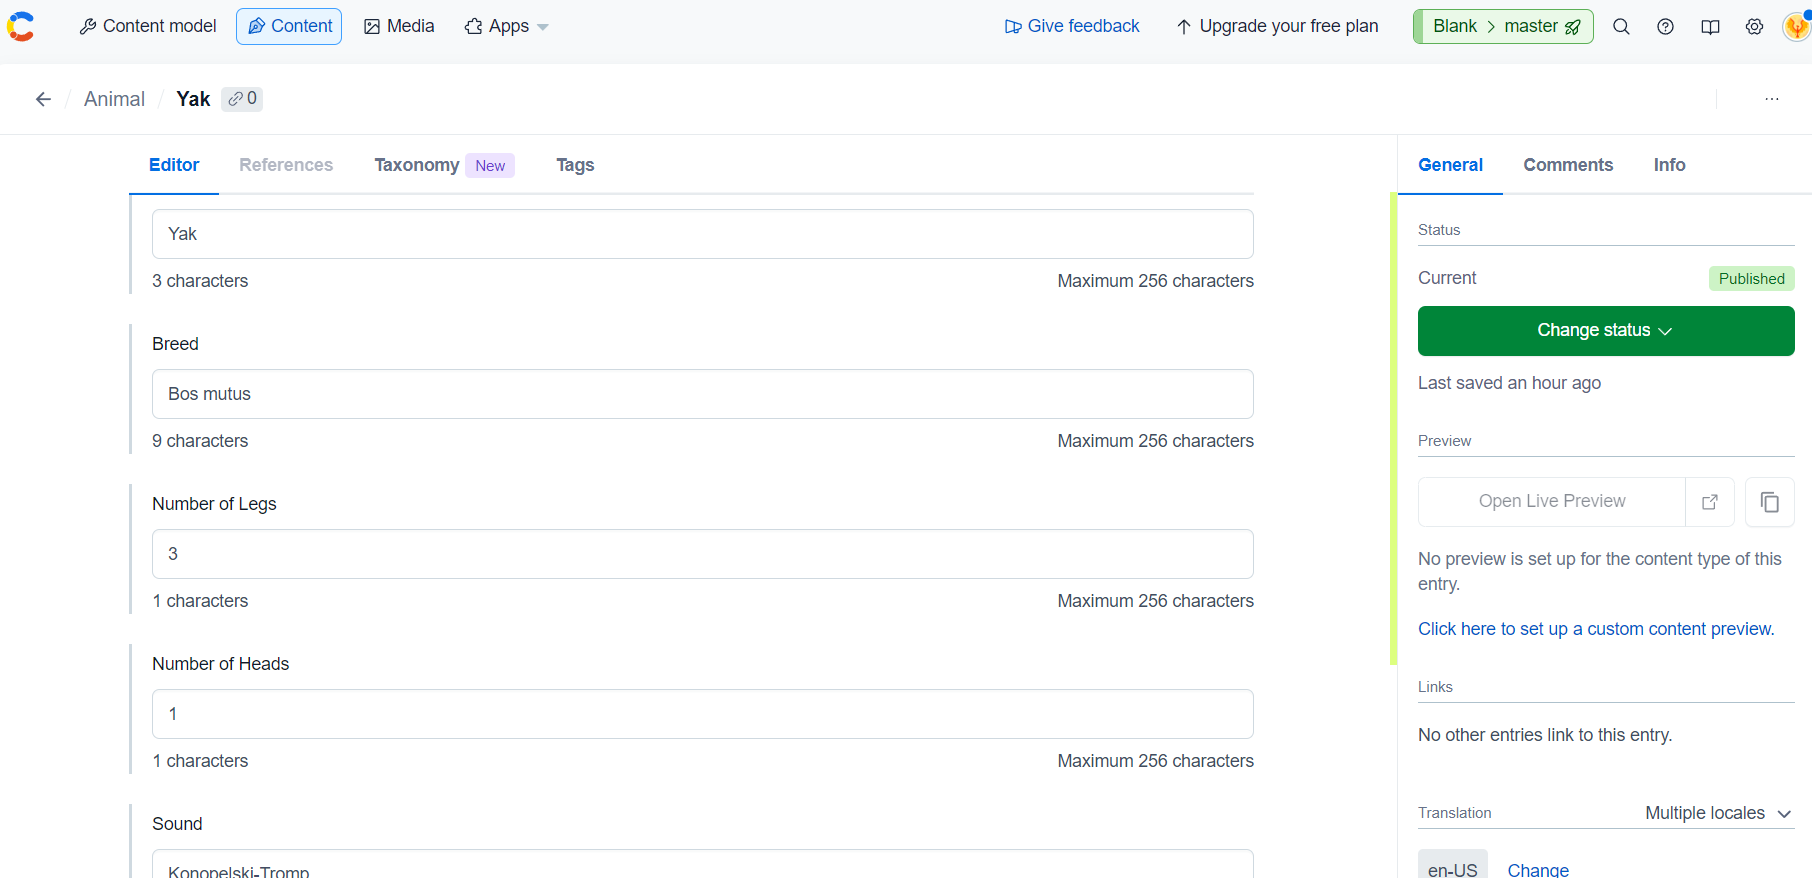 Content model Content Media Apps Give feedback Upgrade your free plan Blank > master
/ Animal / Yak 0 ...
Editor References Taxonomy New Tags
General Comments Info
Yak
3 characters Maximum 256 characters
Breed
Bos mutus
9 characters Maximum 256 characters
Number of Legs
3
1 characters Maximum 256 characters
Number of Heads
1
1 characters Maximum 256 characters
Sound
Konopelski-Tromp
Status
Current Published
Change status
Last saved an hour ago
Preview
Open Live Preview
No preview is set up for the content type of this
entry.
Click here to set up a custom content preview.
Links
No other entries link to this entry.
Translation Multiple locales
en-US Change